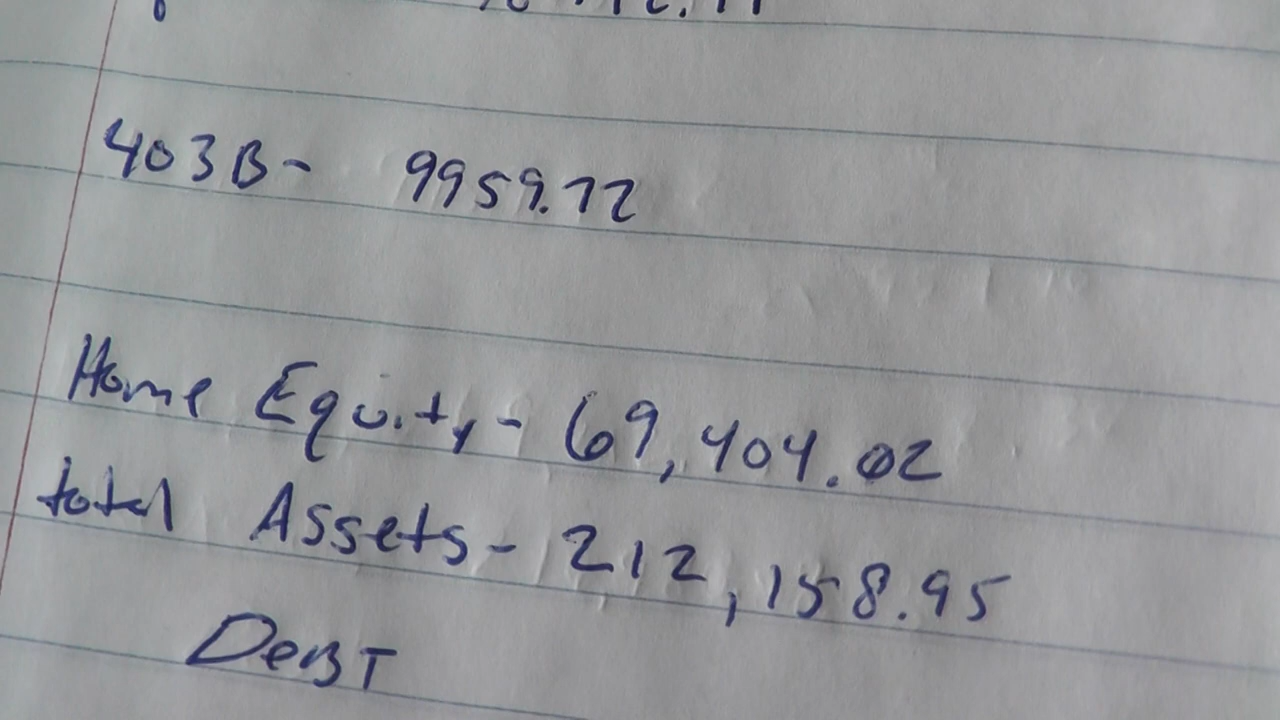 403B- 9959.72
Home Equity - 69,404.02
total Assets - 212,158.95
DeBT